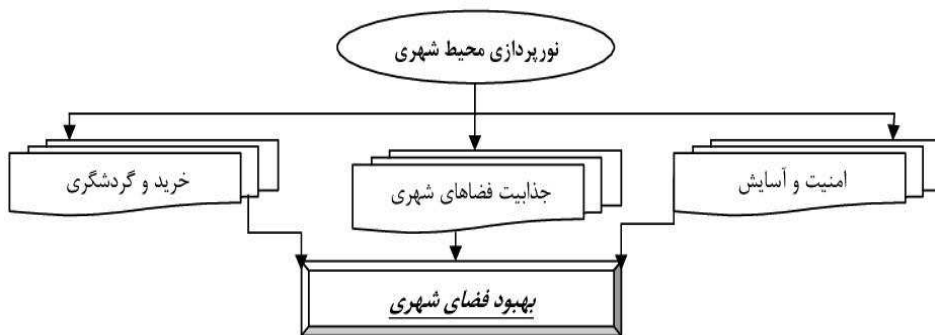 نورپردازی محیط شهری
امنیت و آسایش
جذابیت فضاهای شهری
خرید و گردشگری
بهبود فضای شهری